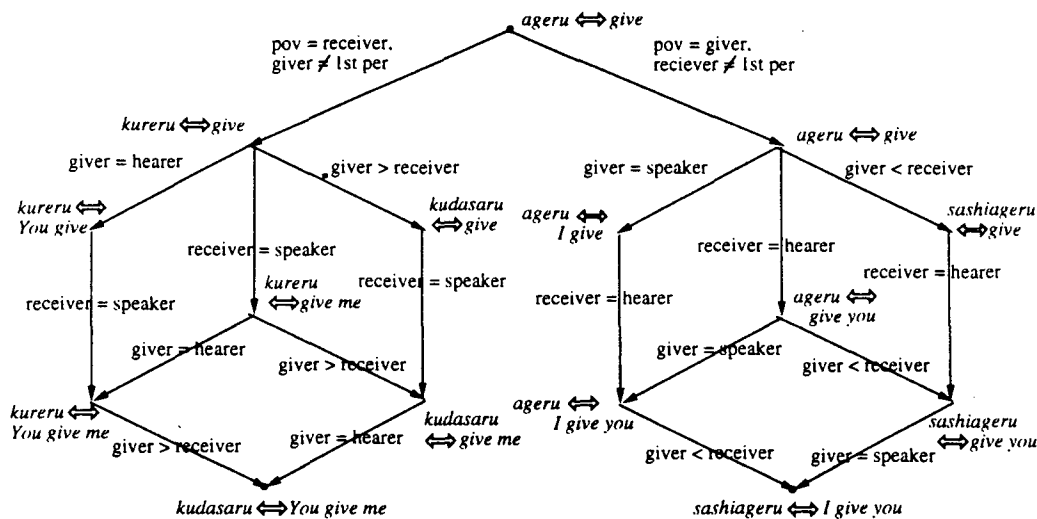 ageru ⇔ give
pov = receiver,
giver ≠ 1st per
pov = giver,
reciever ≠ 1st per
kureru ⇔ give
ageru ⇔ give
giver = hearer
giver > receiver
giver = speaker
giver < receiver
kureru ⇔
You give
kudasaru
⇔ give
ageru ⇔
I give
sashiageru
⇔ give
receiver = speaker
receiver = hearer
receiver = speaker
kureru
⇔ give me
receiver = speaker
receiver = hearer
ageru ⇔
give you
receiver = hearer
giver = hearer
giver > receiver
giver = speaker
giver < receiver
kureru ⇔
You give me
kudasaru
⇔ give me
ageru ⇔
I give you
sashiageru
⇔ give you
giver > receiver
giver = hearer
giver < receiver
giver = speaker
kudasaru ⇔ You give me
sashiageru ⇔ I give you